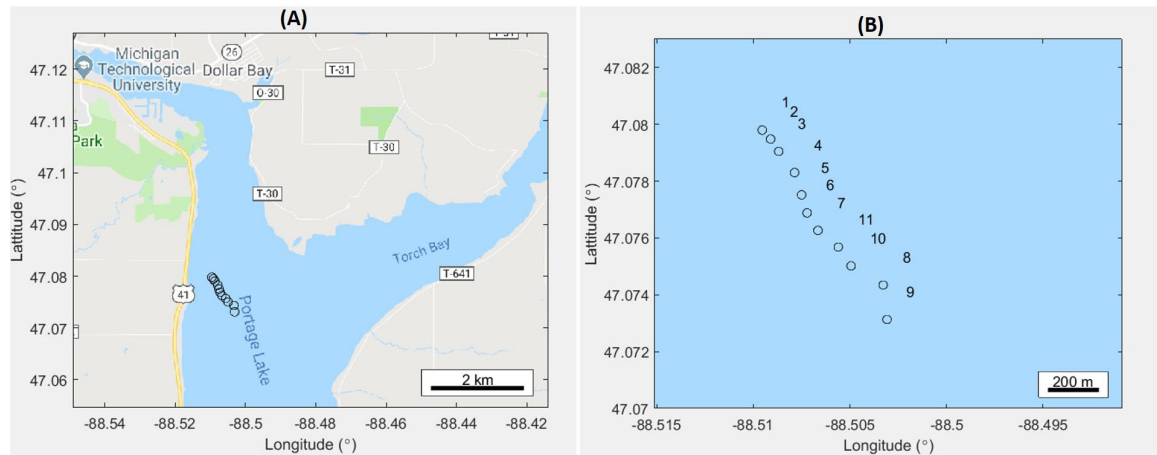 (A)
(B)
Michigan
Technological
University
26
Dollar Bay
T-31
O-30
T-30
T-30
Park
41
Torch Bay
T-641
Portage Lake
2 km
47.12
47.11
47.1
47.09
47.08
47.07
47.06
Lattitude (°)
-88.54 -88.52 -88.5 -88.48 -88.46 -88.44 -88.42
Longitude (°)
47.082
47.08
47.078
47.076
47.074
47.072
47.07
Lattitude (°)
1
2
3
4
5
6
7
11
10
8
9
200 m
-88.515 -88.51 -88.505 -88.5 -88.495
Longitude (°)